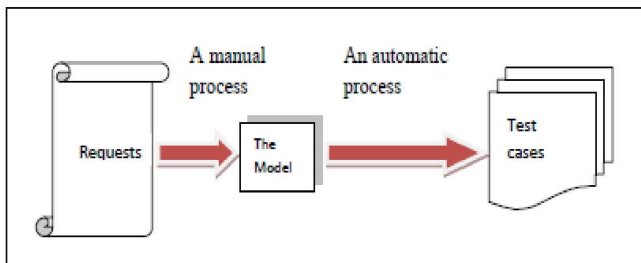 A manual
process
An automatic
process
Requests
The
Model
Test
cases